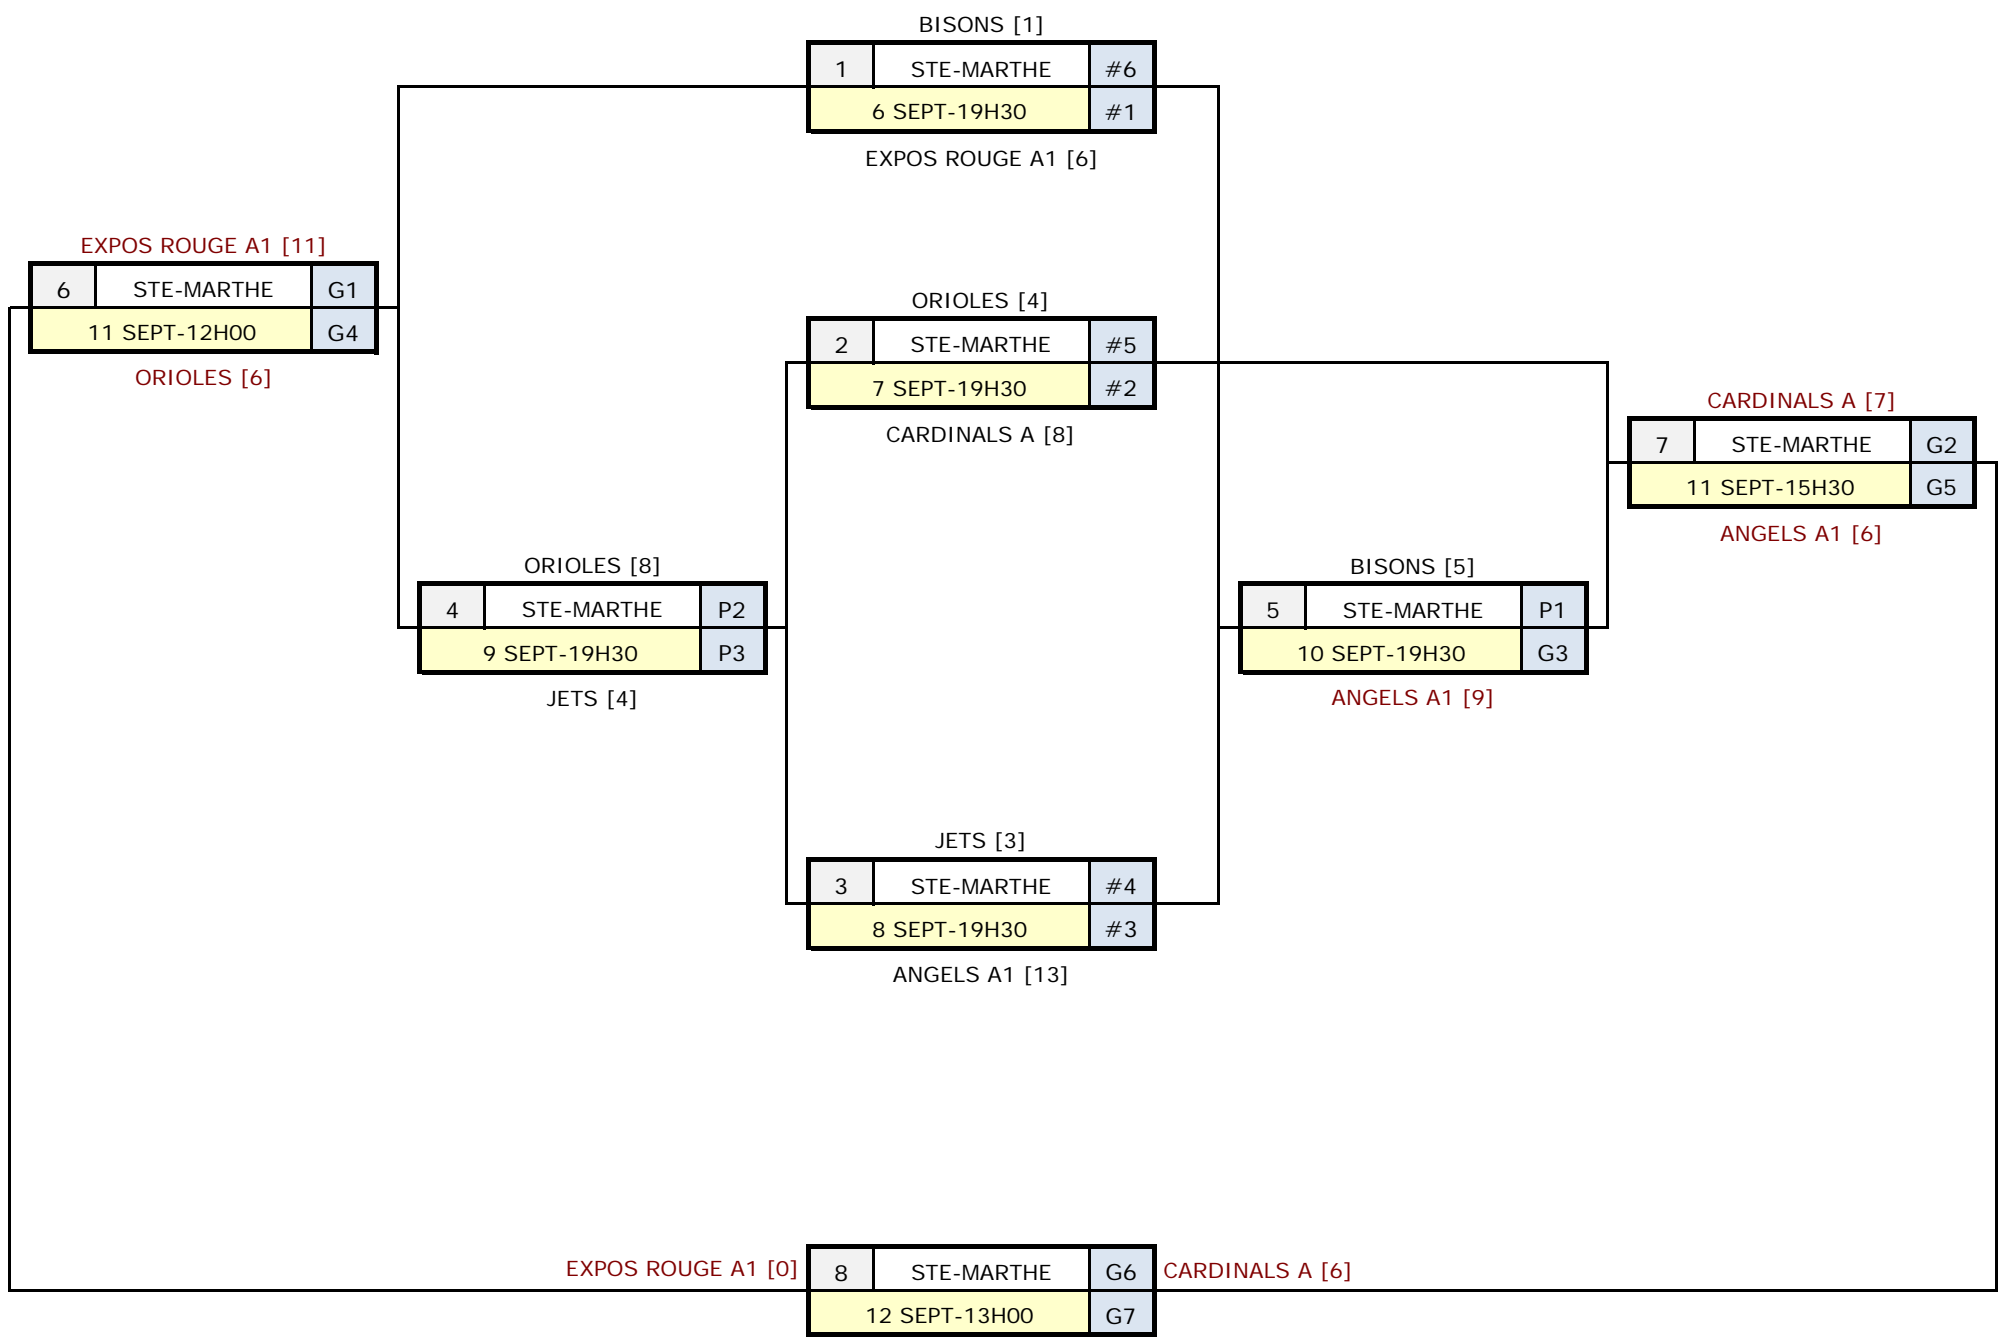 BISONS [1]
1 STE-MARTHE #6
6 SEPT-19H30 #1
EXPOS ROUGE A1 [6]
EXPOS ROUGE A1 [11]
6 STE-MARTHE G1
11 SEPT-12H00 G4
ORIOLES [6]
ORIOLES [4]
2 STE-MARTHE #5
7 SEPT-19H30 #2
CARDINALS A [8]
CARDINALS A [7]
7 STE-MARTHE G2
11 SEPT-15H30 G5
ANGELS A1 [6]
ORIOLES [8]
4 STE-MARTHE P2
9 SEPT-19H30 P3
JETS [4]
BISONS [5]
5 STE-MARTHE P1
10 SEPT-19H30 G3
ANGELS A1 [9]
JETS [3]
3 STE-MARTHE #4
8 SEPT-19H30 #3
ANGELS A1 [13]
EXPOS ROUGE A1 [0] 8 STE-MARTHE G6 CARDINALS A [6]
12 SEPT-13H00 G7